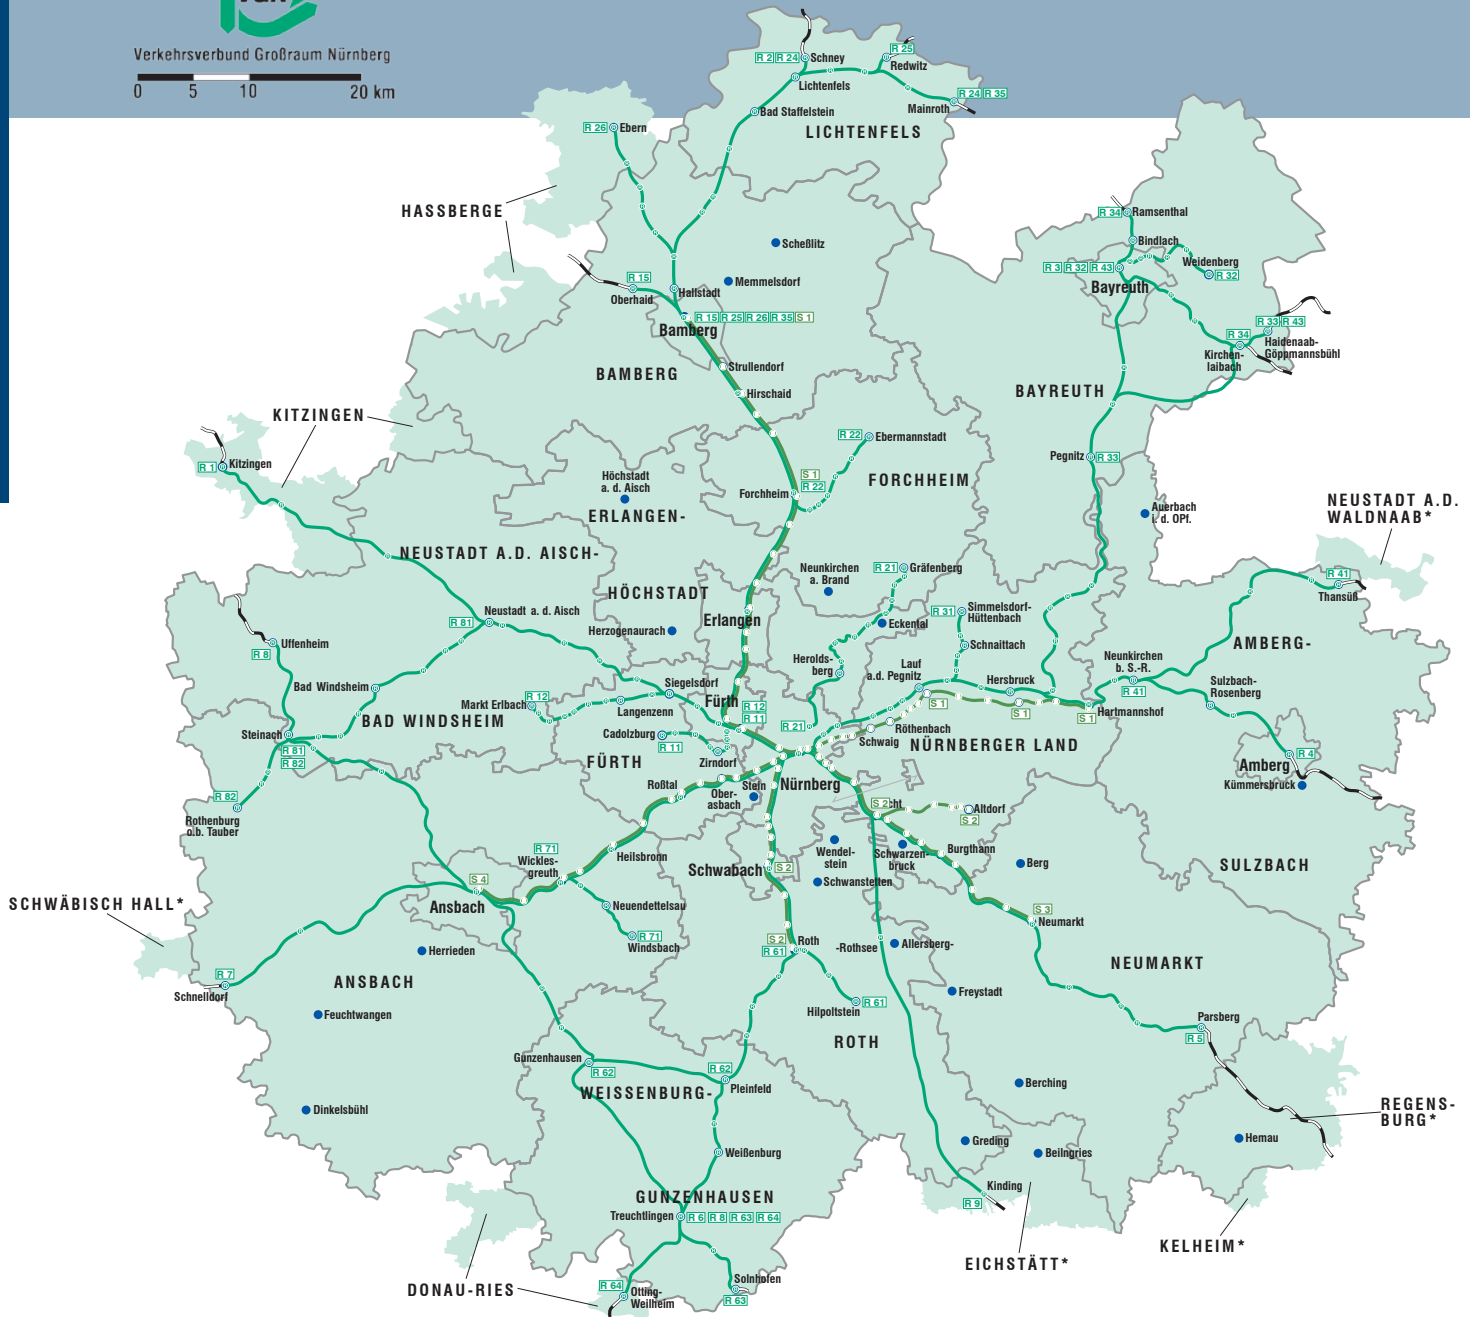 Verkehrsverbund Großraum Nürnberg
0 5 10 20 km
R 2 R 24 Schney
R 25
Redwitz
Lichtenfels
R 24 R 35
Mainroth
Bad Staffelstein
LICHTENFELS
R 26 Ebern
HASSBERGE
Scheßlitz
Memmelsdorf
R 15
Oberhaid
Hallstadt
R 15 R 25 R 26 R 35 S 1
Bamberg
R 34 Ramsenthal
Bindlach
R 3 R 32 R 43
Weidenberg
R 32
Bayreuth
R 33 R 43
R 34
Haidenaab-
Göppmannsbühl
Kirchen-
laibach
Strullendorf
BAMBERG
Hirschaid
BAYREUTH
KITZINGEN
R 22 Ebermannstadt
R 1 Kitzingen
Pegnitz R 33
Höchstadt
a. d. Aisch
S 1
R 22
Forchheim
FORCHHEIM
ERLANGEN-
Auerbach
i. d. OPf.
NEUSTADT A.D.
WALDNAAB*
NEUSTADT A.D. AISCH-
Neunkirchen
a. Brand
R 21 Gräfenberg
R 41
Thansüß
HÖCHSTADT
Neustadt a. d. Aisch
R 81
Erlangen
Herzogenaurach
Eckental
R 31
Simmelsdorf-
Hüttenbach
Schnaittach
Uffenheim
R 8
AMBERG-
Herolds-
berg
Lauf
a.d. Pegnitz
Hersbruck
Neunkirchen
b. S.-R.
R 41
Sulzbach-
Rosenberg
Bad Windsheim
Siegelsdorf
R 12
Markt Erlbach
Langenzenn
Fürth
R 12
R 11
R 21
S 1
S 1
S 1
Hartmannshof
BAD WINDSHEIM
Steinach
R 81
R 82
Cadolzburg
R 11
Röthenbach
Schwaig
NÜRNBERGER LAND
FÜRTH
Zirndorf
R 4
Amberg
Kümmersbruck
Roßtal
Ober-
asbach
Stein
Nürnberg
R 82
Rothenburg
o.b. Tauber
S 2
Altdorf
S 2
R 71
Wickles-
greuth
Heilsbronn
Schwabach
S 2
Wendel-
stein
Schwarzen-
bruck
Burgthann
Berg
SULZBACH
S 4
Ansbach
Schwanstetten
SCHWÄBISCH HALL*
Neuendettelsau
R 71
Windsbach
S 2
R 61
Roth
-Rothsee
Allersberg-
S 3
Neumarkt
Herrieden
NEUMARKT
R 7
Schnelldorf
ANSBACH
Freystadt
Feuchtwangen
Hilpoltstein
R 61
Parsberg
R 5
ROTH
Gunzenhausen
R 62
R 62
Pleinfeld
WEISSENBURG-
Berching
Dinkelsbühl
REGENS-
BURG*
Greding
Beilngries
Hemau
Weißenburg
Kinding
R 9
GUNZENHAUSEN
Treuchtlingen R 6 R 8 R 63 R 64
KELHEIM*
EICHSTÄTT*
DONAU-RIES
R 64
Otting-
Weilheim
Solnhofen
R 63